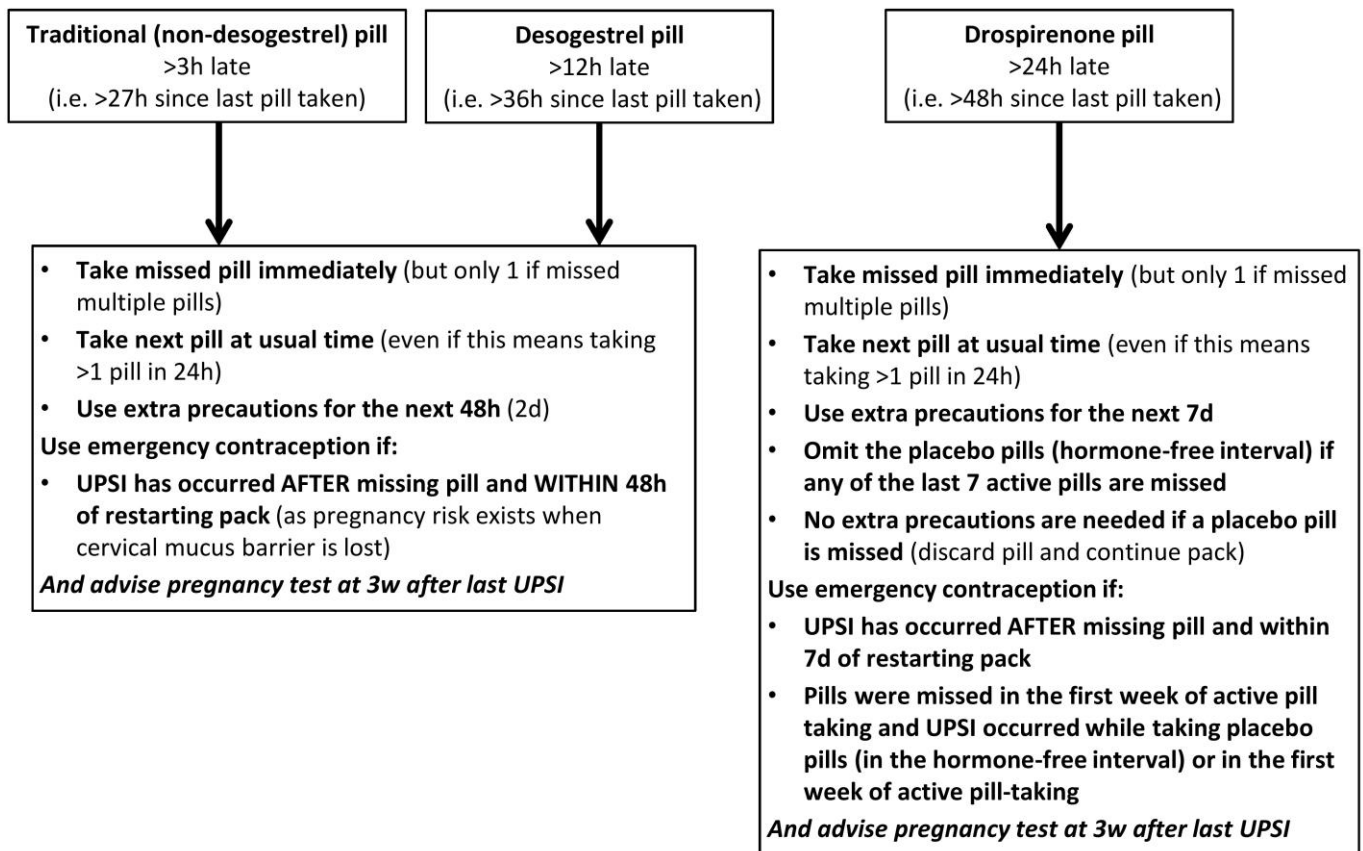 Traditional (non-desogestrel) pill
>3h late
(i.e. >27h since last pill taken)
Desogestrel pill
>12h late
(i.e. >36h since last pill taken)
Drospirenone pill
>24h late
(i.e. >48h since last pill taken)
• Take missed pill immediately (but only 1 if missed
multiple pills)
• Take next pill at usual time (even if this means taking
>1 pill in 24h)
• Use extra precautions for the next 48h (2d)
Use emergency contraception if:
• UPSI has occurred AFTER missing pill and WITHIN 48h
of restarting pack (as pregnancy risk exists when
cervical mucus barrier is lost)
And advise pregnancy test at 3w after last UPSI
• Take missed pill immediately (but only 1 if missed
multiple pills)
• Take next pill at usual time (even if this means
taking >1 pill in 24h)
• Use extra precautions for the next 7d
• Omit the placebo pills (hormone-free interval) if
any of the last 7 active pills are missed
• No extra precautions are needed if a placebo pill
is missed (discard pill and continue pack)
Use emergency contraception if:
• UPSI has occurred AFTER missing pill and within
7d of restarting pack
• Pills were missed in the first week of active pill
taking and UPSI occurred while taking placebo
pills (in the hormone-free interval) or in the first
week of active pill-taking
And advise pregnancy test at 3w after last UPSI